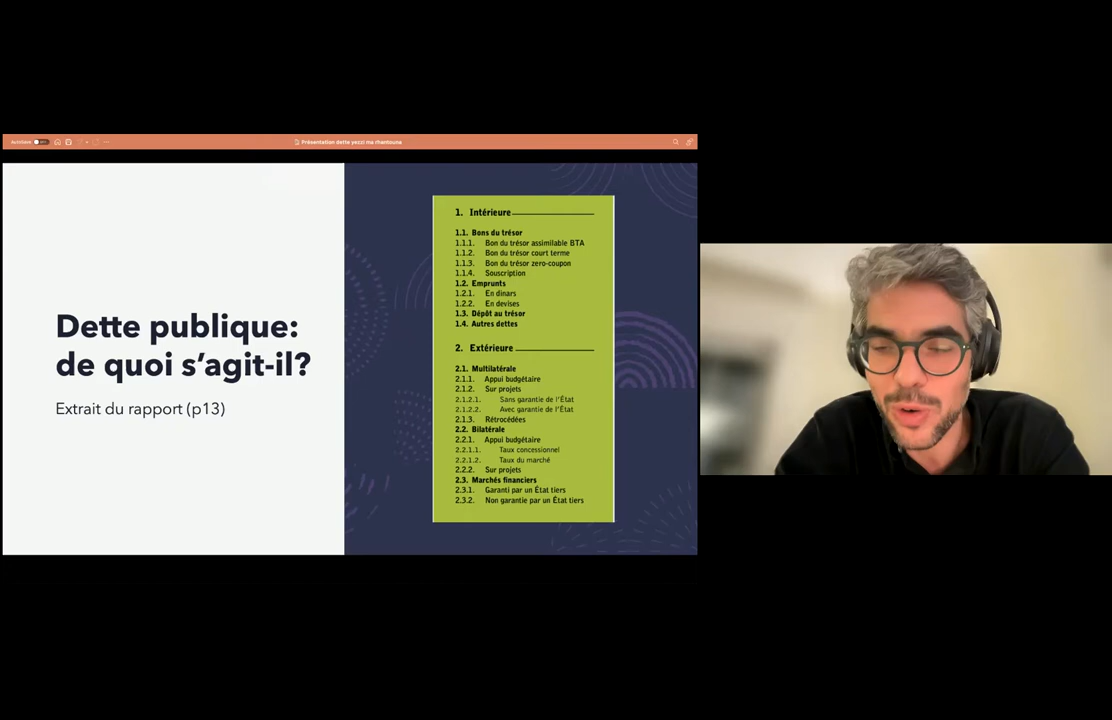 Présentation dette yezzi ma rhantouna
Dette publique:
de quoi s'agit-il?
Extrait du rapport (p13)
1. Intérieure
1.1. Bons du trésor
1.1.1. Bon du trésor assimilable BTA
1.1.2. Bon du trésor court terme
1.1.3. Bon du trésor zero-coupon
1.1.4. Souscription
1.2. Emprunts
1.2.1. En dinars
1.2.2. En devises
1.3. Dépôt au trésor
1.4. Autres dettes
2. Extérieure
2.1. Multilatérale
2.1.1. Appui budgétaire
2.1.2. Sur projets
2.1.2.1. Sans garantie de l'État
2.1.2.2. Avec garantie de l'État
2.1.3. Rétrocédées
2.2. Bilatérale
2.2.1. Appui budgétaire
2.2.1.1. Taux concessionnel
2.2.1.2. Taux du marché
2.2.2. Sur projets
2.3. Marchés financiers
2.3.1. Garanti par un État tiers
2.3.2. Non garantie par un État tiers